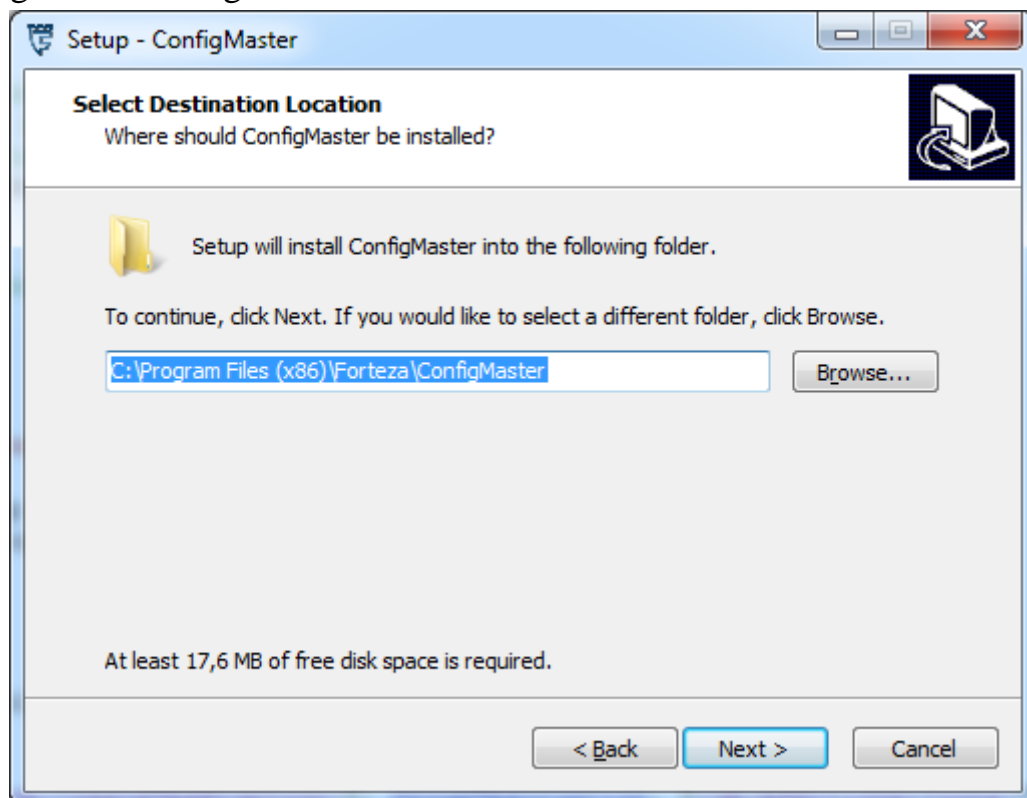 Setup - ConfigMaster
Select Destination Location
Where should ConfigMaster be installed?
Setup will install ConfigMaster into the following folder.
To continue, click Next. If you would like to select a different folder, click Browse.
C:\Program Files (x86)\Forteza\ConfigMaster
Browse...
At least 17,6 MB of free disk space is required.
< Back
Next >
Cancel